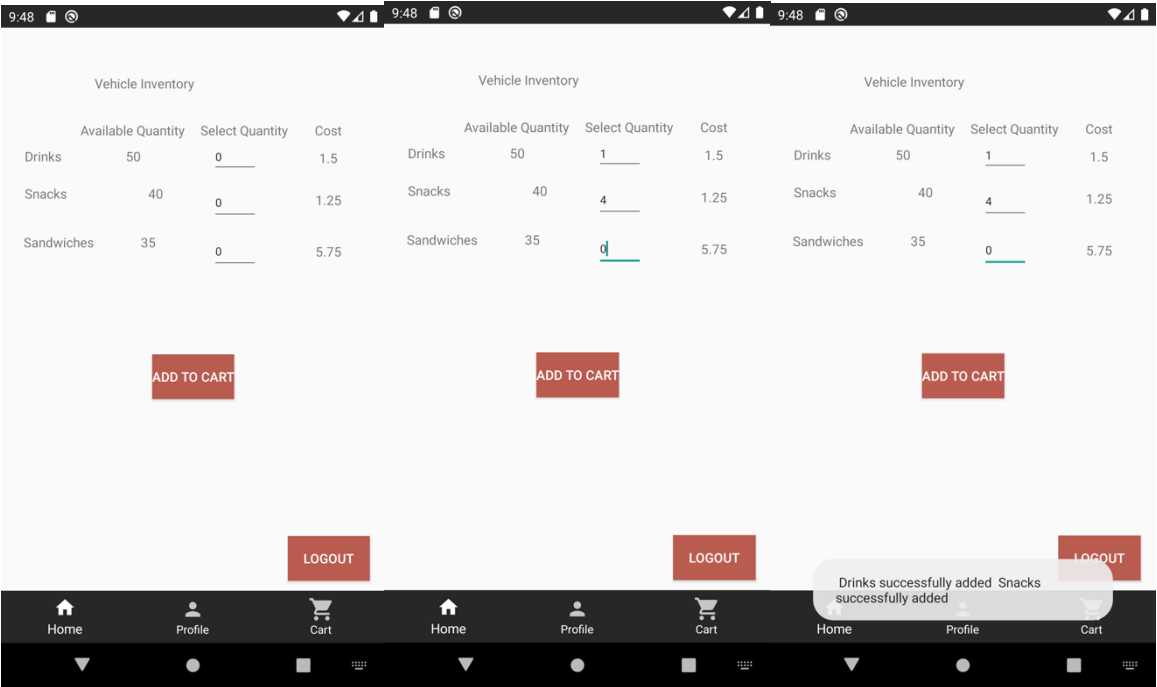 9:48
Vehicle Inventory
Available Quantity Select Quantity Cost
Drinks 50 0 1.5
Snacks 40 0 1.25
Sandwiches 35 0 5.75
ADD TO CART
LOGOUT
Home Profile Cart
9:48
Vehicle Inventory
Available Quantity Select Quantity Cost
Drinks 50 1 1.5
Snacks 40 4 1.25
Sandwiches 35 0 5.75
ADD TO CART
LOGOUT
Home Profile Cart
9:48
Vehicle Inventory
Available Quantity Select Quantity Cost
Drinks 50 1 1.5
Snacks 40 4 1.25
Sandwiches 35 0 5.75
ADD TO CART
LOGOUT
Drinks successfully added Snacks
successfully added
Home Profile Cart